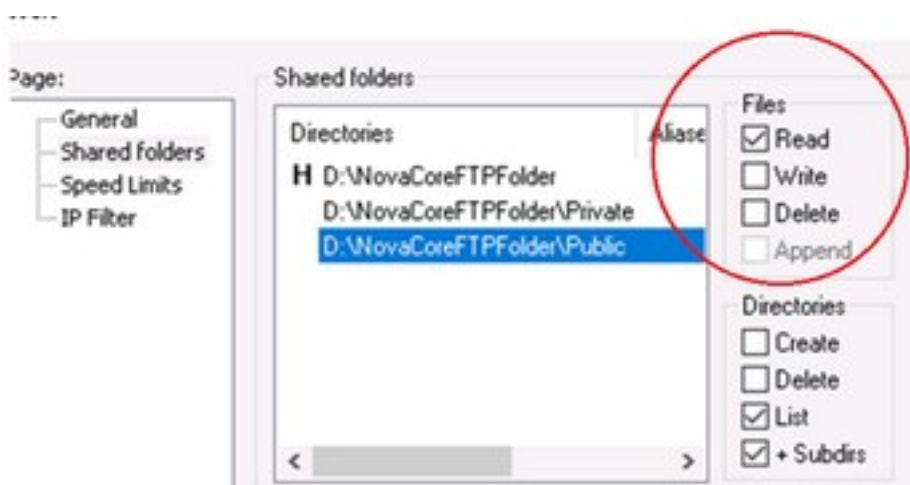 Page:
General
Shared folders
Speed Limits
IP Filter
Shared folders
Directories Aliase
H D:\NovaCoreFTPFolder
D:\NovaCoreFTPFolder\Private
D:\NovaCoreFTPFolder\Public
Files
Read
Write
Delete
Append
Directories
Create
Delete
List
+ Subdirs